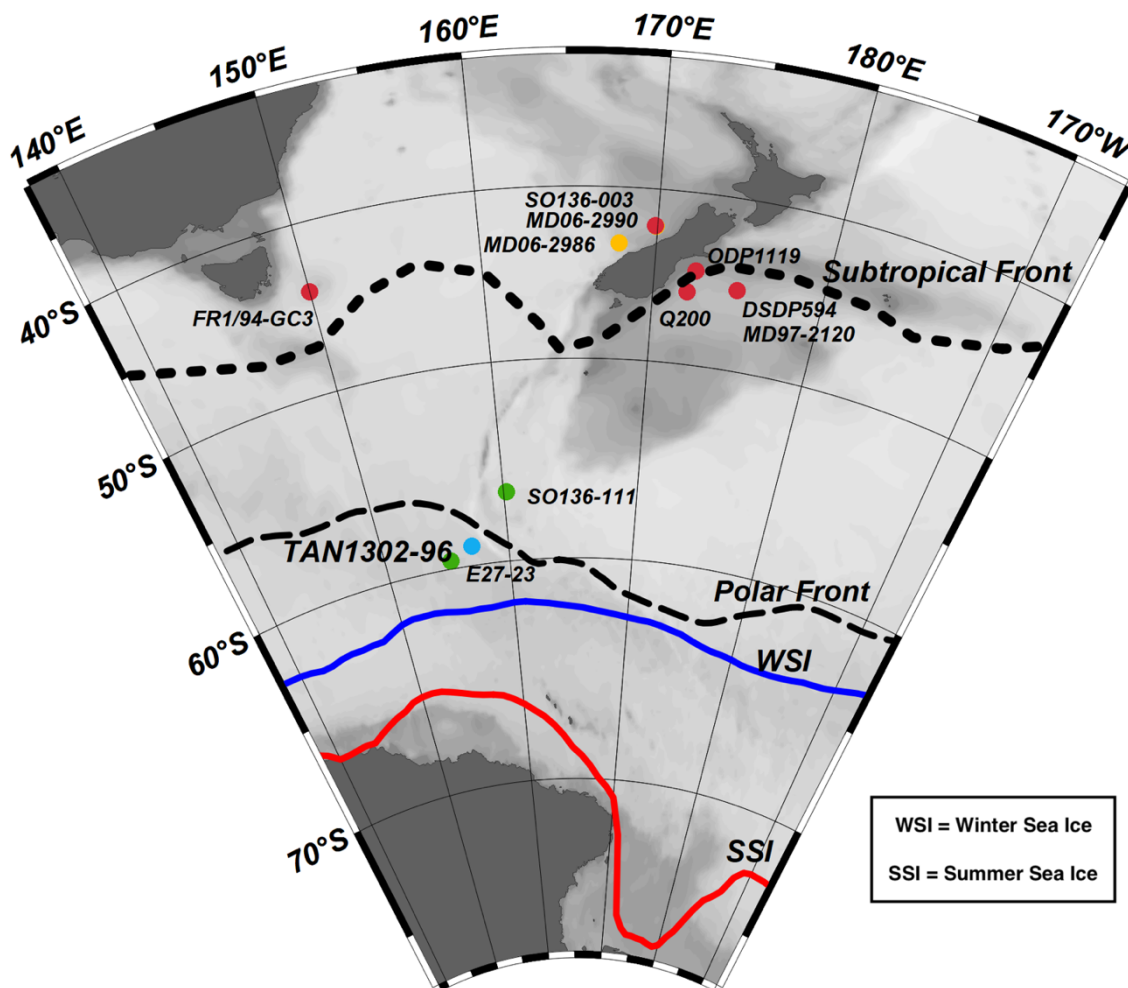 140°E
150°E
160°E
170°E
180°E
170°W
40°S
50°S
60°S
70°S
SO136-003
MD06-2990
MD06-2986
ODP1119
Subtropical Front
FR1/94-GC3
Q200
DSDP594
MD97-2120
SO136-111
TAN1302-96
E27-23
Polar Front
WSI
SSI
WSI = Winter Sea Ice
SSI = Summer Sea Ice